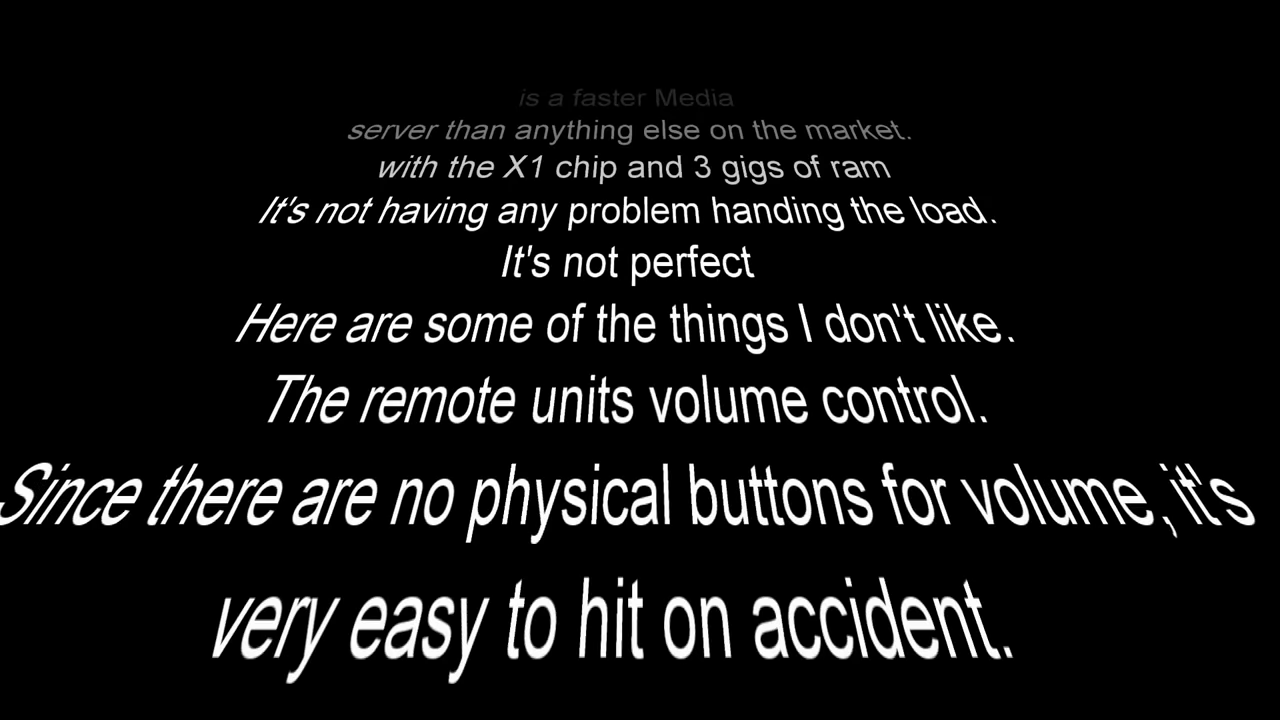 is a faster Media
server than anything else on the market.
with the X1 chip and 3 gigs of ram
It's not having any problem handing the load.
It's not perfect
Here are some of the things I don't like.
The remote units volume control.
Since there are no physical buttons for volume, it's
very easy to hit on accident.